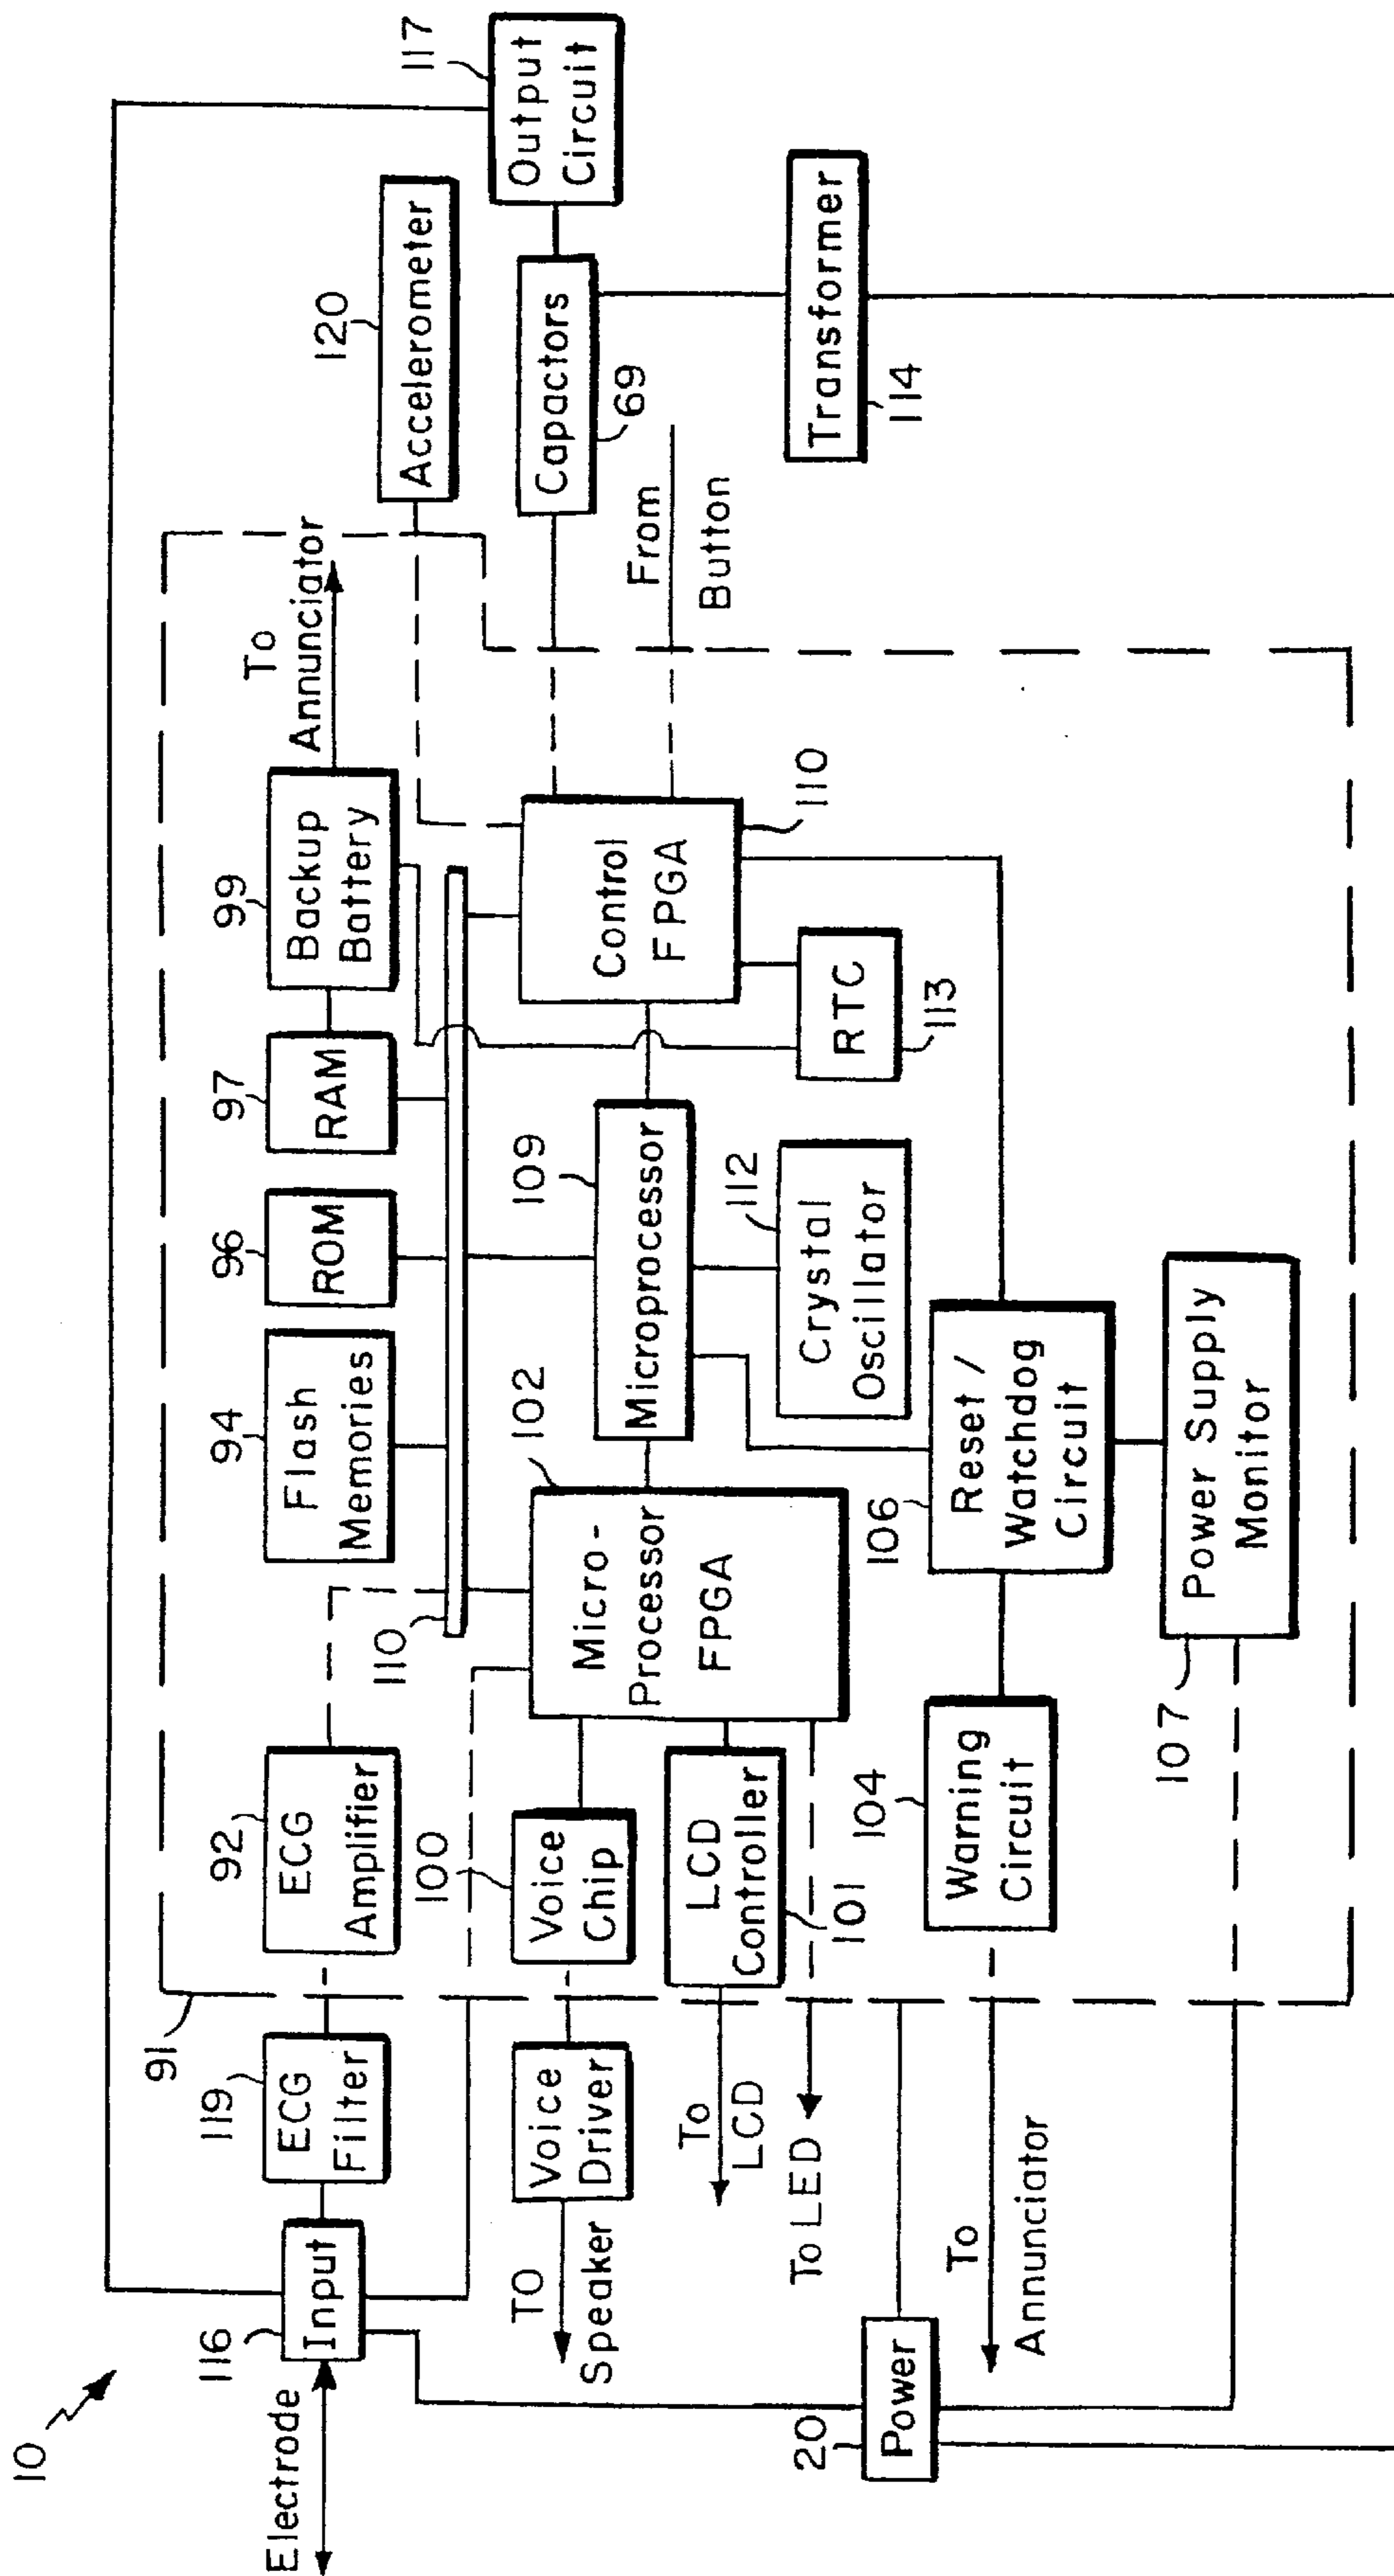 10
Electrode
116
Input
119
ECG
Filter
91
92
ECG
Amplifier
94
Flash
Memories
96
ROM
97
RAM
99
Backup
Battery
To
Annunciator
120
Accelerometer
117
Output
Circuit
110
100
Voice
Chip
Voice
Driver
TO
Speaker
102
Micro-
Processor
FPGA
109
Microprocessor
Control
FPGA
110
Capactors
69
From
Button
Transformer
114
LCD
Controller
101
To
LCD
To LED
112
Crystal
Oscillator
RTC
113
20
Power
To
Annunciator
104
Warning
Circuit
106
Reset /
Watchdog
Circuit
107
Power Supply
Monitor